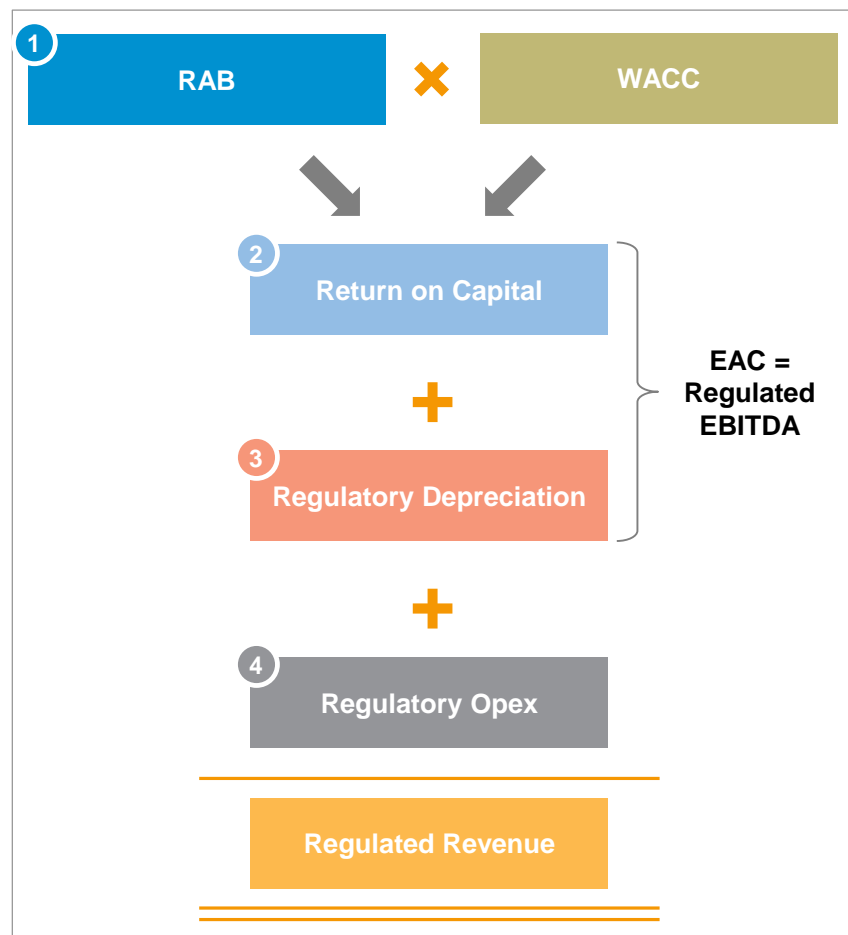 1
RAB
WACC
2
Return on Capital
EAC =
Regulated
EBITDA
3
Regulatory Depreciation
4
Regulatory Opex
Regulated Revenue